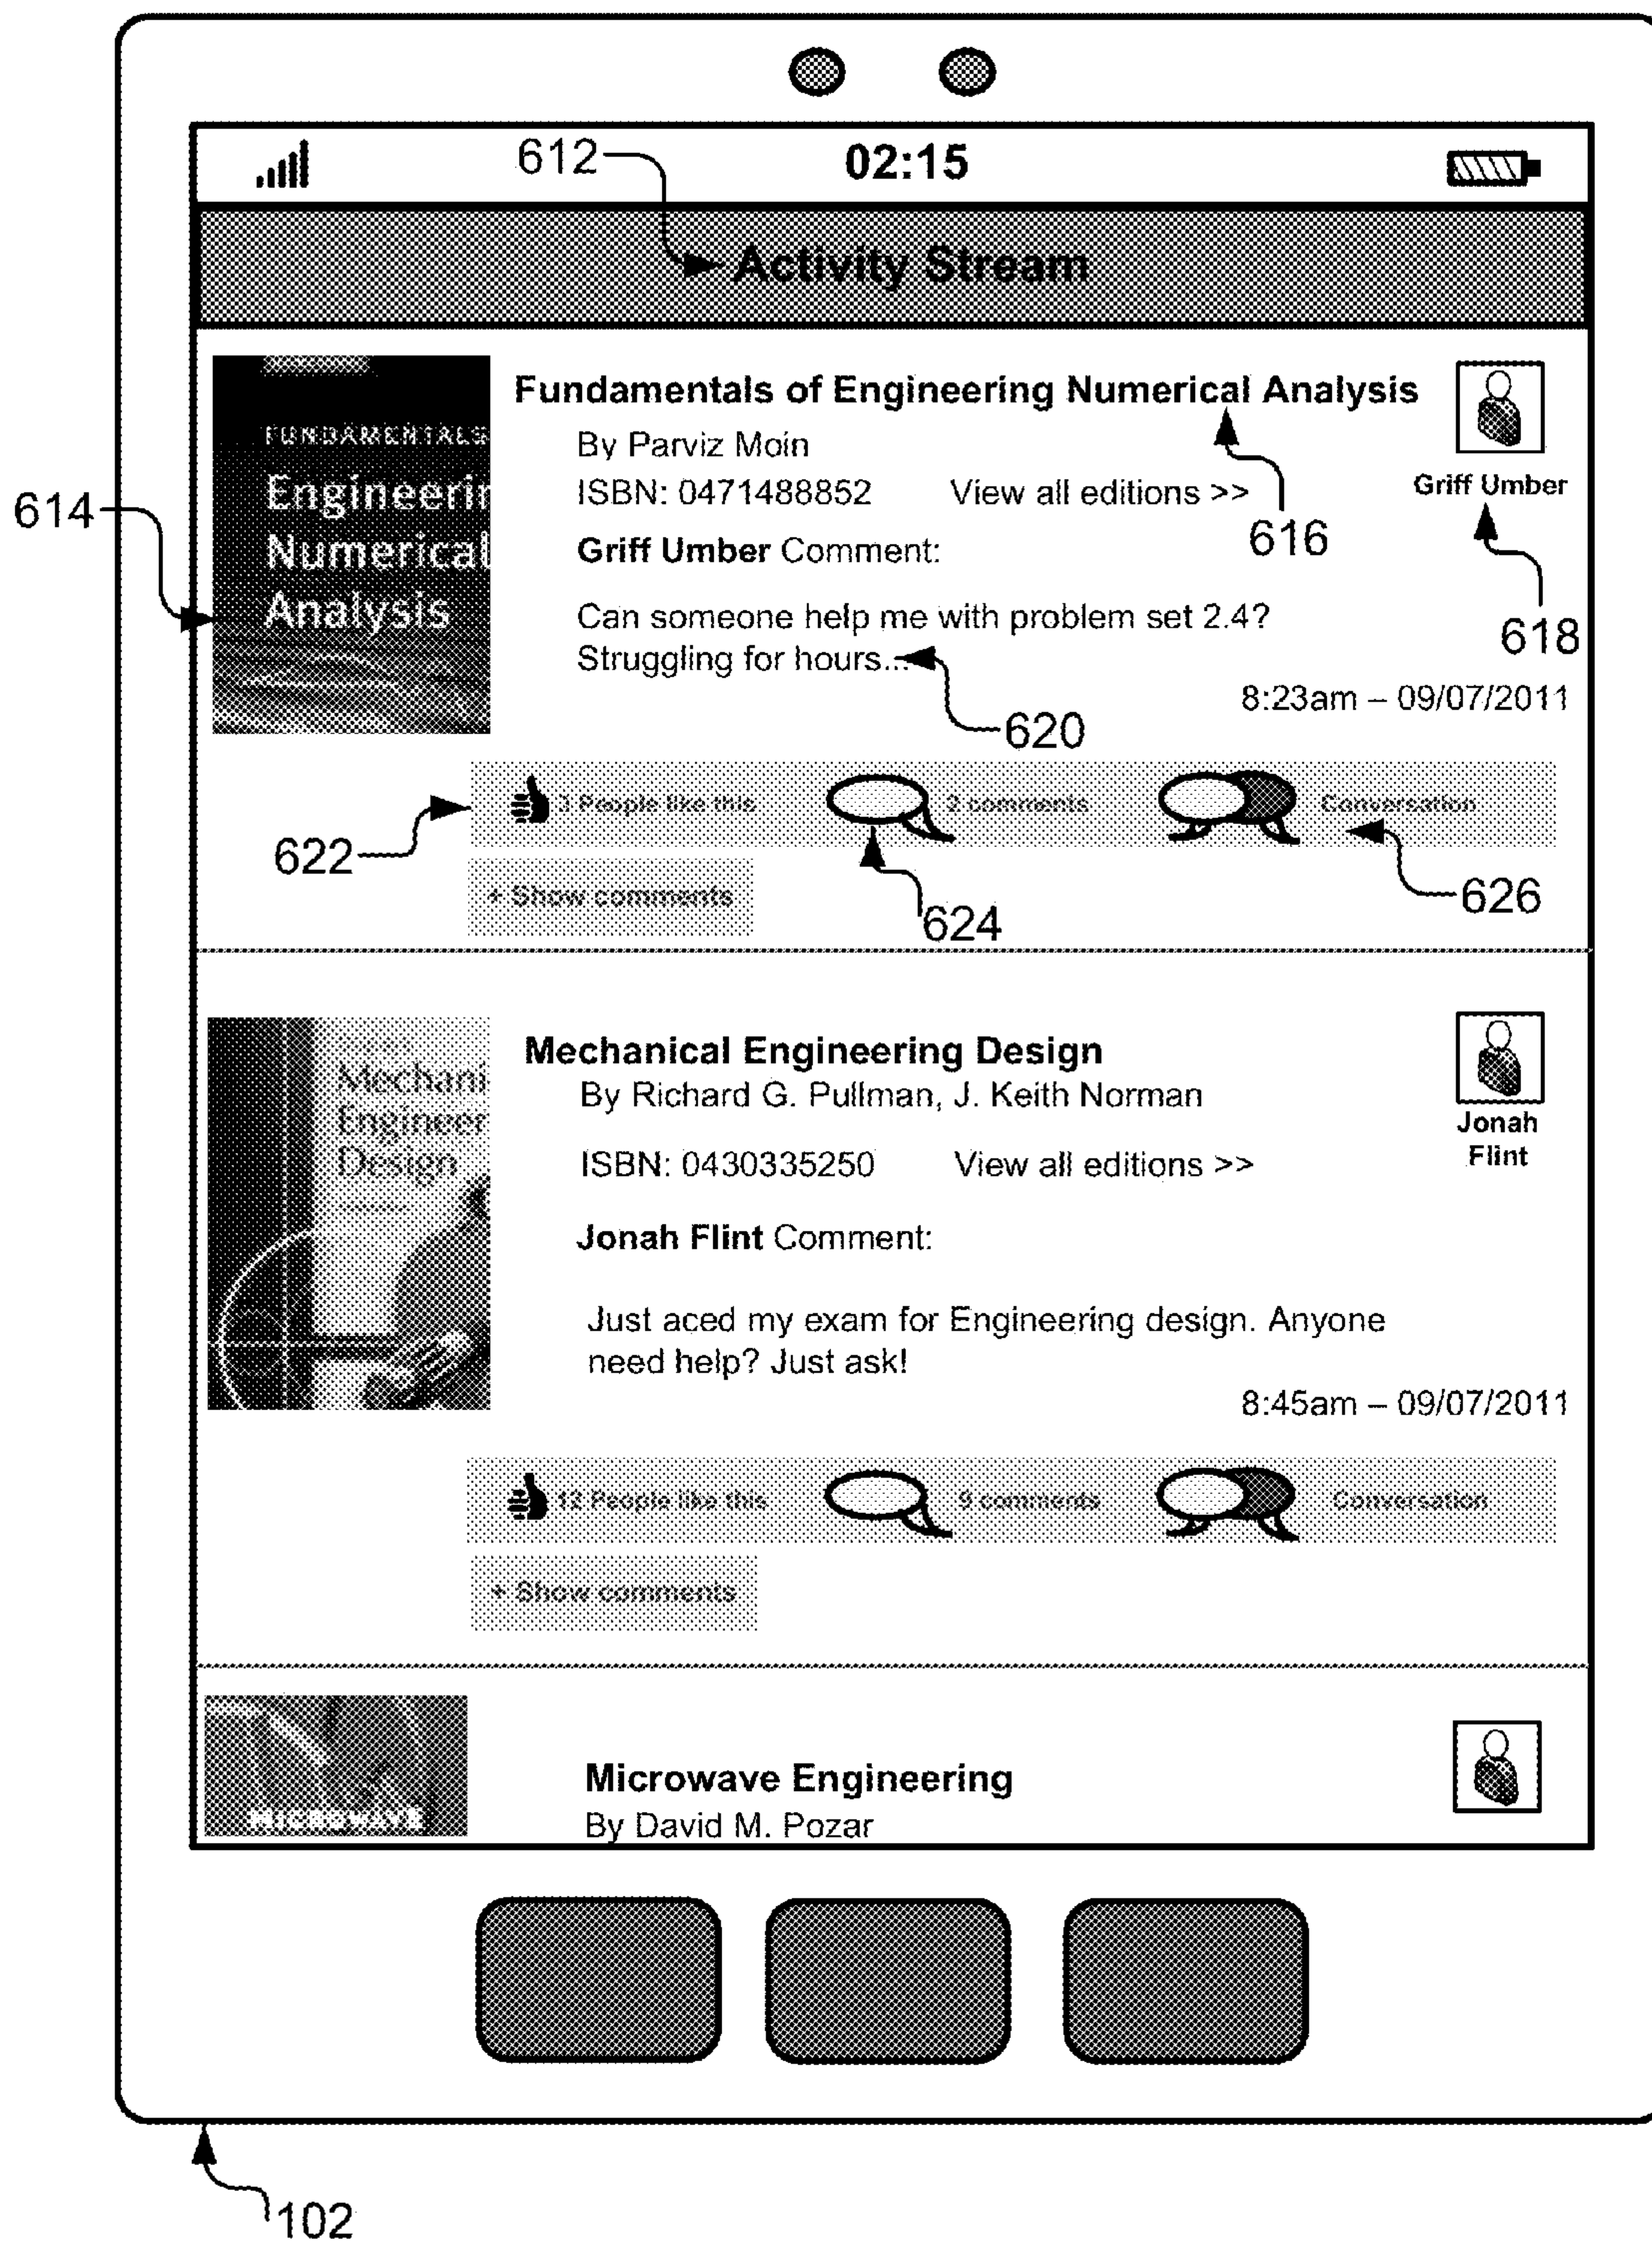 612
02:15
Activity Stream
FUNDAMENTALS
Engineerin
Numerical
Analysis
614
Fundamentals of Engineering Numerical Analysis
By Parviz Moin
ISBN: 0471488852 View all editions >>
616
Griff Umber
618
Griff Umber Comment:
Can someone help me with problem set 2.4?
Struggling for hours...
620
8:23am – 09/07/2011
622
3 People like this 2 comments Conversation
624
626
+ Show comments
Mechani
Engineer
Design
Mechanical Engineering Design
By Richard G. Pullman, J. Keith Norman
Jonah
Flint
ISBN: 0430335250 View all editions >>
Jonah Flint Comment:
Just aced my exam for Engineering design. Anyone
need help? Just ask!
8:45am – 09/07/2011
12 People like this 9 comments Conversation
+ Show comments
MICROWAVE
Microwave Engineering
By David M. Pozar
102